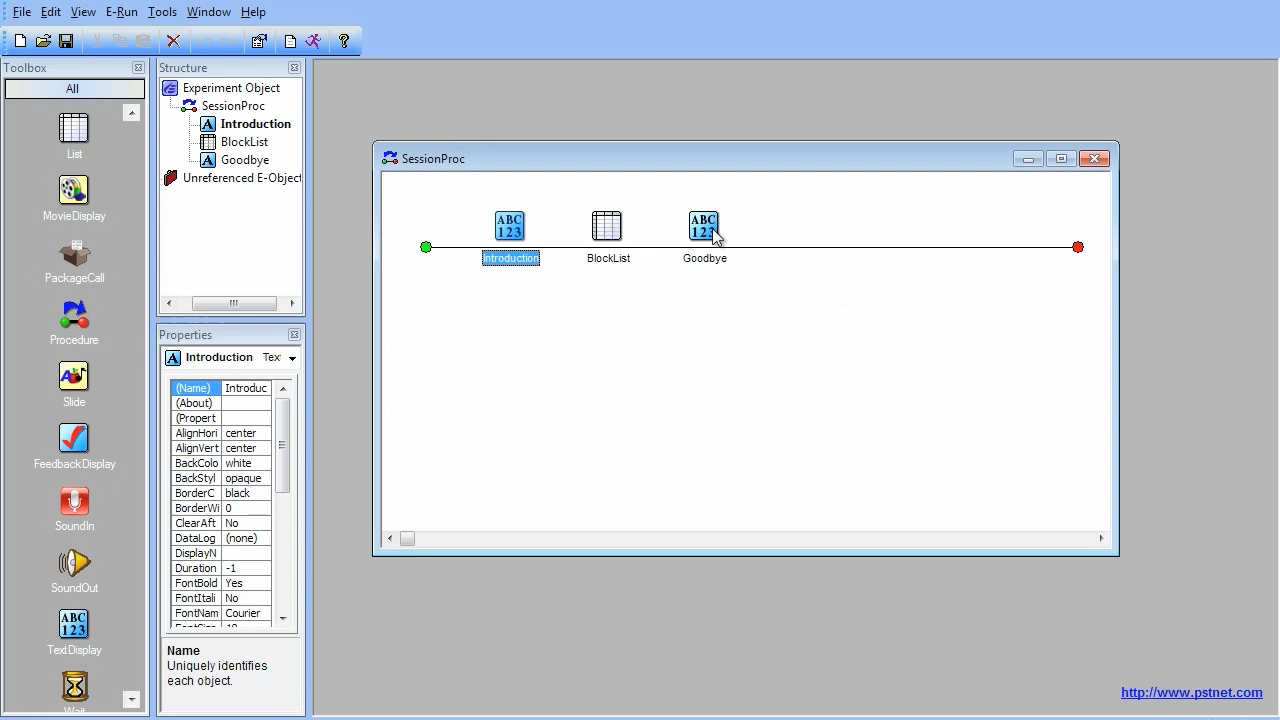 File Edit View E-Run Tools Window Help
Toolbox
All
List
MovieDisplay
PackageCall
Procedure
Slide
FeedbackDisplay
SoundIn
SoundOut
ABC
123
TextDisplay
Structure
Experiment Object
SessionProc
A Introduction
BlockList
A Goodbye
Unreferenced E-Object
Properties
A Introduction Tex
(Name) Introduc
(About)
(Propert
AlignHori center
AlignVert center
BackColo white
BackStyl opaque
BorderC black
BorderWi 0
ClearAft No
DataLog (none)
DisplayN
Duration -1
FontBold Yes
FontItali No
FontNam Courier
Name
Uniquely identifies
each object.
SessionProc
ABC
123
Introduction
BlockList
ABC
123
Goodbye
http://www.pstnet.com